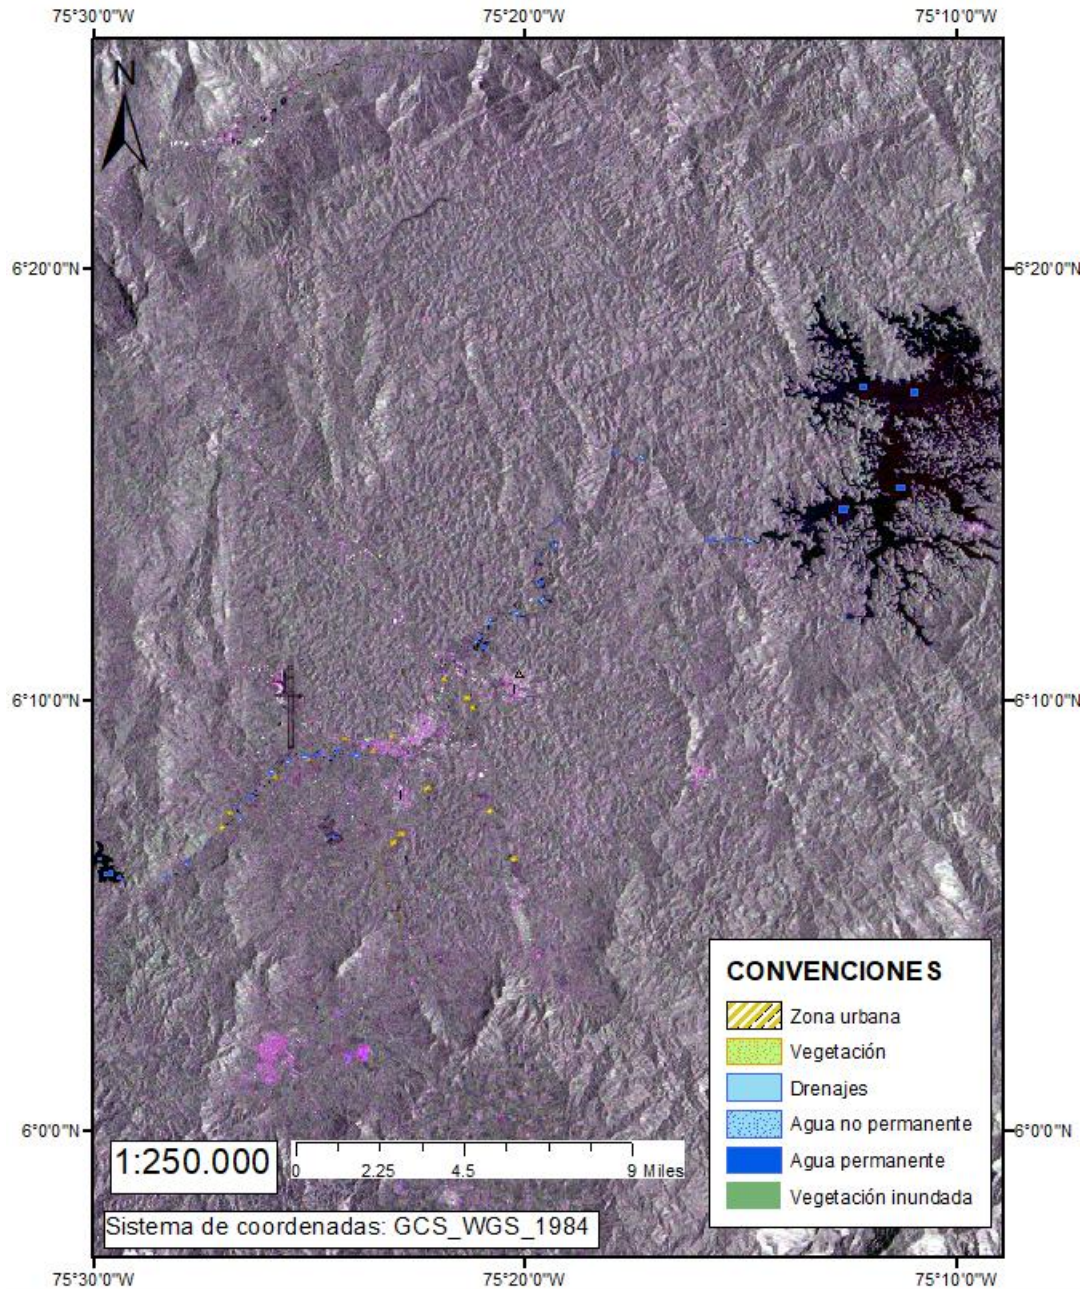 75°30'0"W 75°20'0"W 75°10'0"W
N
6°20'0"N 6°20'0"N
6°10'0"N 6°10'0"N
CONVENCIONES
Zona urbana
Vegetación
Drenajes
Agua no permanente
Agua permanente
Vegetación inundada
6°0'0"N 6°0'0"N
1:250.000
0 2.25 4.5 9 Miles
Sistema de coordenadas: GCS_WGS_1984
75°30'0"W 75°20'0"W 75°10'0"W